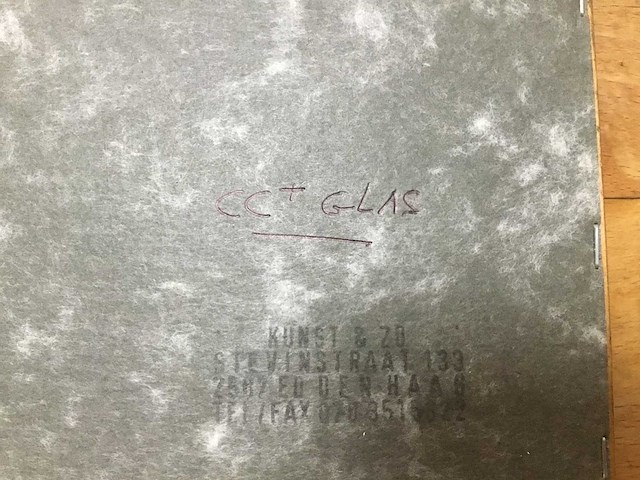 CC+ GLAS
KUNST & ZO
STEVINSTRAAT 133
DEN HAAG
TEL/FAX